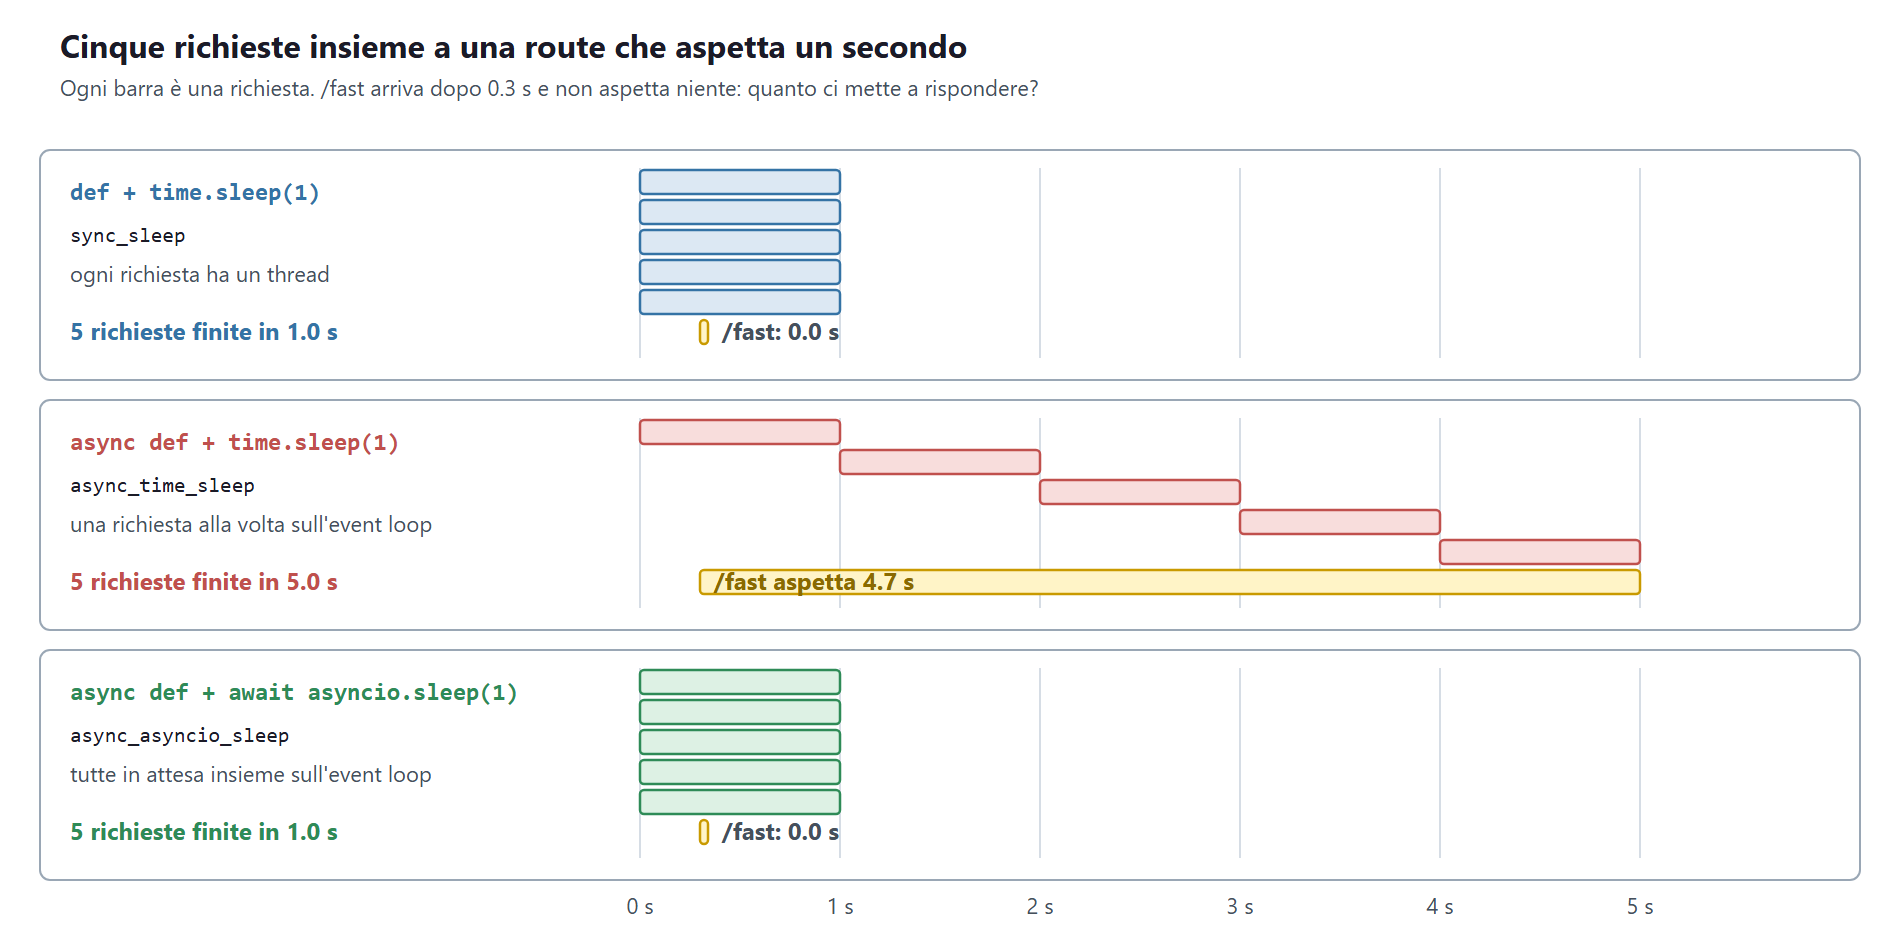 Cinque richieste insieme a una route che aspetta un secondo
Ogni barra è una richiesta. /fast arriva dopo 0.3 s e non aspetta niente: quanto ci mette a rispondere?
def + time.sleep(1)
sync_sleep
ogni richiesta ha un thread
5 richieste finite in 1.0 s
/fast: 0.0 s
async def + time.sleep(1)
async_time_sleep
una richiesta alla volta sull'event loop
5 richieste finite in 5.0 s
/fast aspetta 4.7 s
async def + await asyncio.sleep(1)
async_asyncio_sleep
tutte in attesa insieme sull'event loop
5 richieste finite in 1.0 s
/fast: 0.0 s
0 s 1 s 2 s 3 s 4 s 5 s